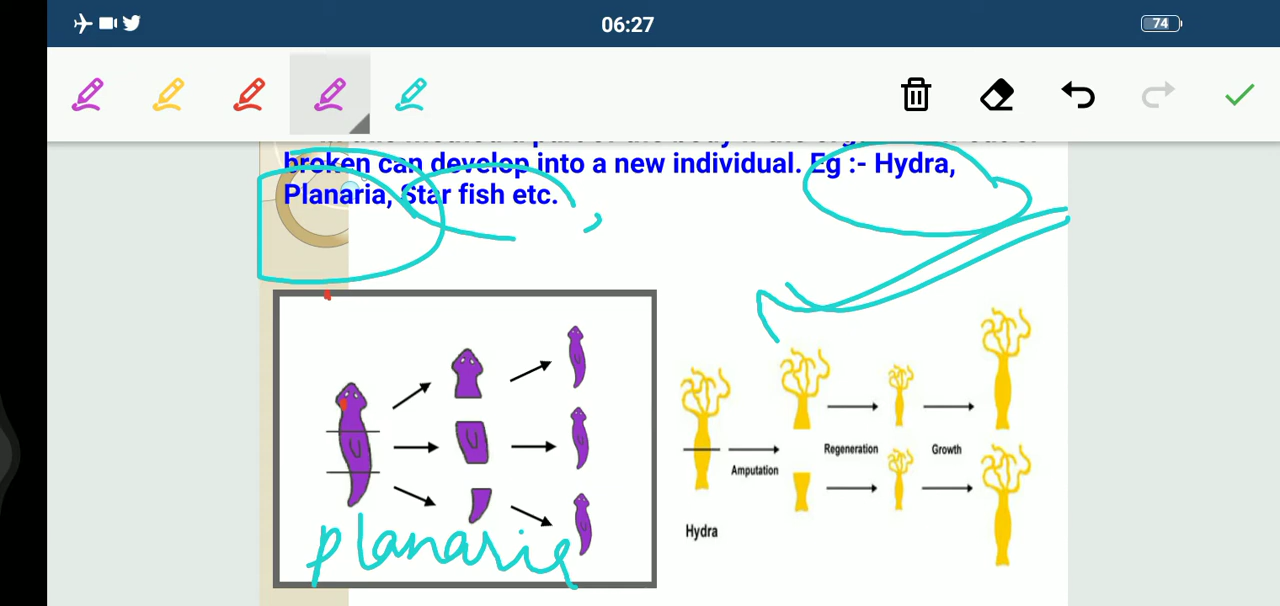 06:27
74
broken can develop into a new individual. Eg :- Hydra,
Planaria, Star fish etc.
Amputation
Regeneration
Growth
Hydra
planaria